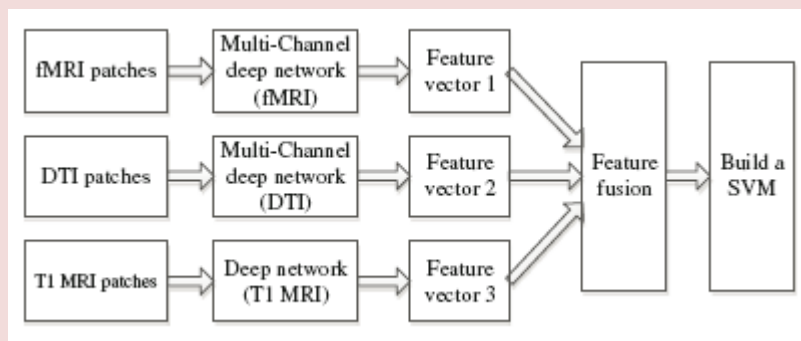 fMRI patches
Multi-Channel
deep network
(fMRI)
Feature
vector 1
DTI patches
Multi-Channel
deep network
(DTI)
Feature
vector 2
T1 MRI patches
Deep network
(T1 MRI)
Feature
vector 3
Feature
fusion
Build a
SVM